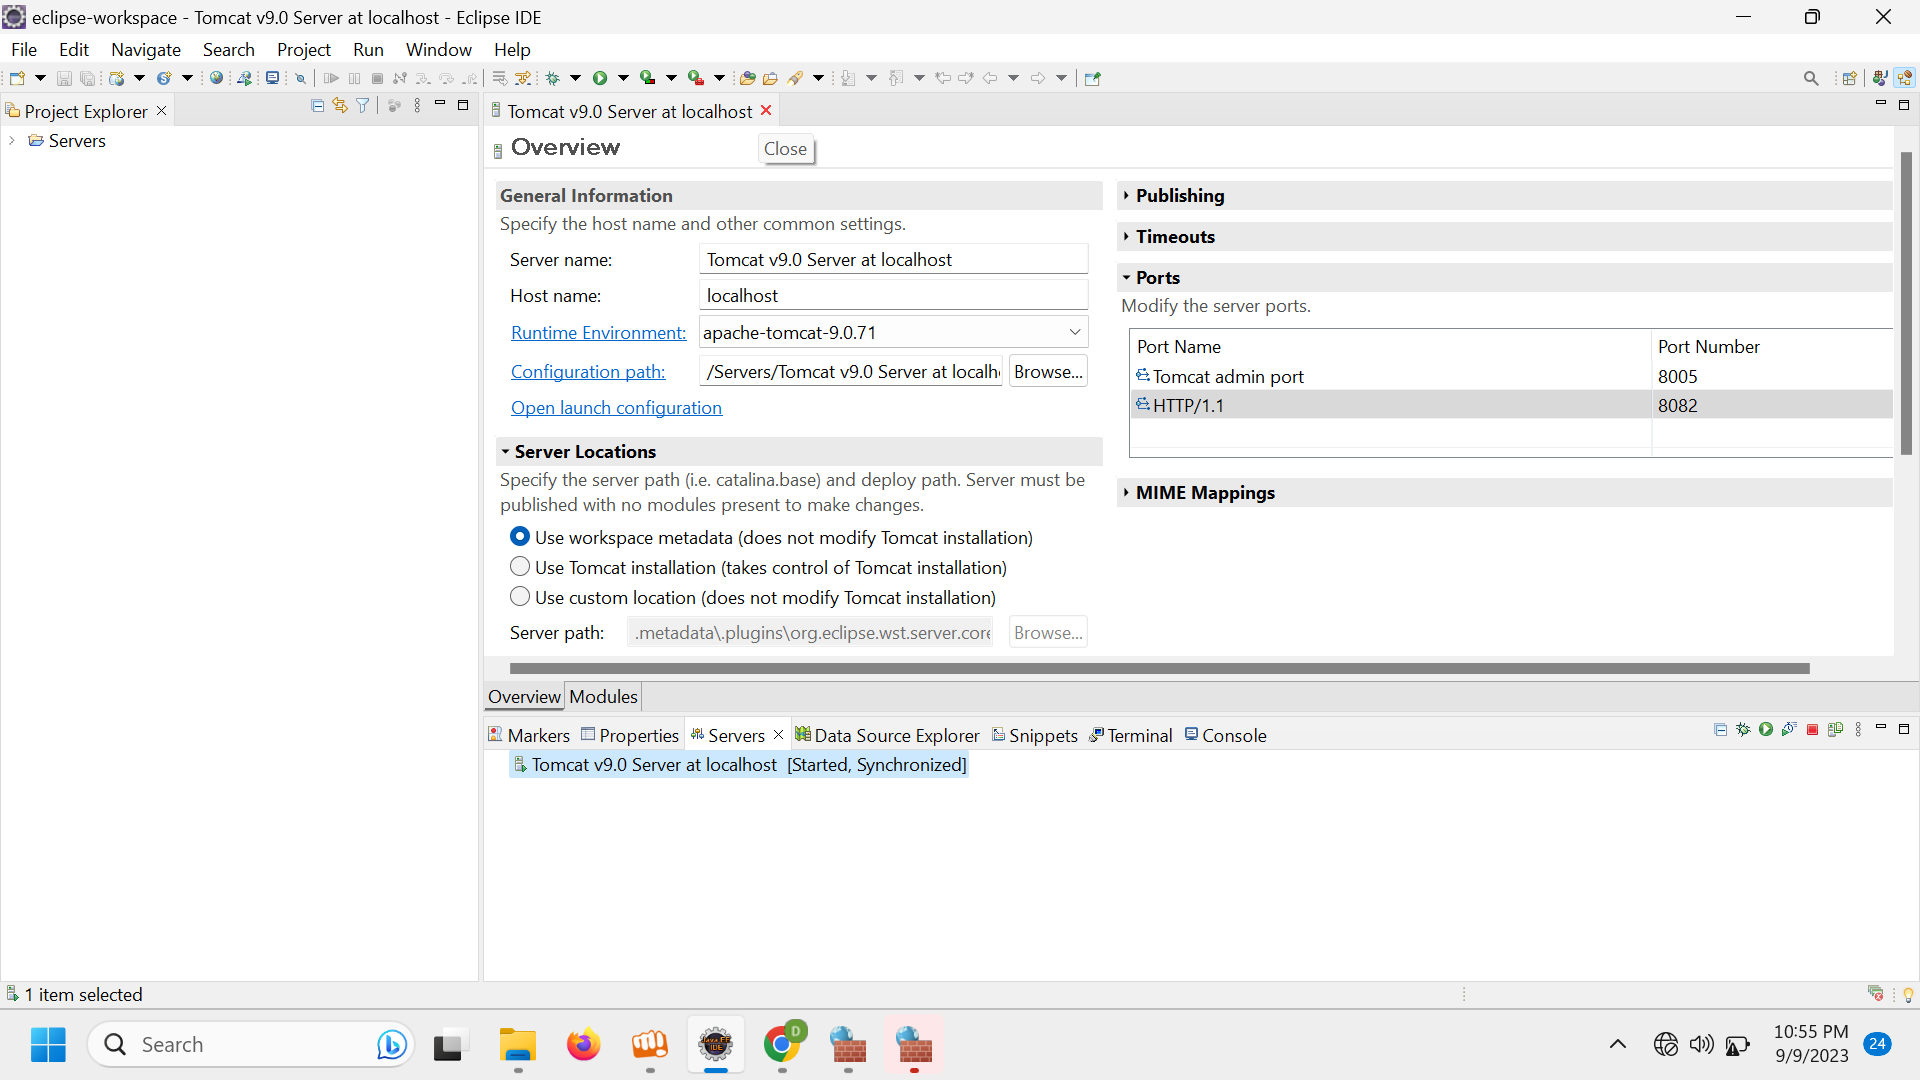 eclipse-workspace - Tomcat v9.0 Server at localhost - Eclipse IDE
File Edit Navigate Search Project Run Window Help
Project Explorer
Servers
Tomcat v9.0 Server at localhost
Overview
Close
General Information
Specify the host name and other common settings.
Server name: Tomcat v9.0 Server at localhost
Host name: localhost
Runtime Environment: apache-tomcat-9.0.71
Configuration path: /Servers/Tomcat v9.0 Server at localh Browse...
Open launch configuration
Server Locations
Specify the server path (i.e. catalina.base) and deploy path. Server must be
published with no modules present to make changes.
Use workspace metadata (does not modify Tomcat installation)
Use Tomcat installation (takes control of Tomcat installation)
Use custom location (does not modify Tomcat installation)
Server path: .metadata\.plugins\org.eclipse.wst.server.core Browse...
Publishing
Timeouts
Ports
Modify the server ports.
Port Name Port Number
Tomcat admin port 8005
HTTP/1.1 8082
MIME Mappings
Overview Modules
Markers Properties Servers Data Source Explorer Snippets Terminal Console
Tomcat v9.0 Server at localhost [Started, Synchronized]
1 item selected
Search
D
10:55 PM
9/9/2023
24